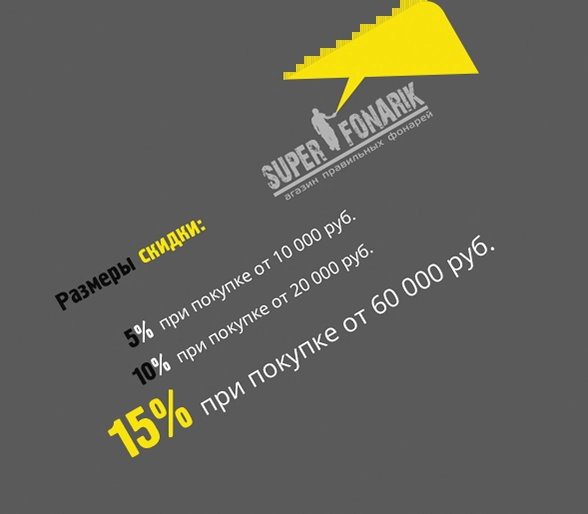 SUPER FONARIK
агазин правильных фонарей
Размеры скидки:
5% при покупке от 10 000 руб.
10% при покупке от 20 000 руб.
15% при покупке от 60 000 руб.